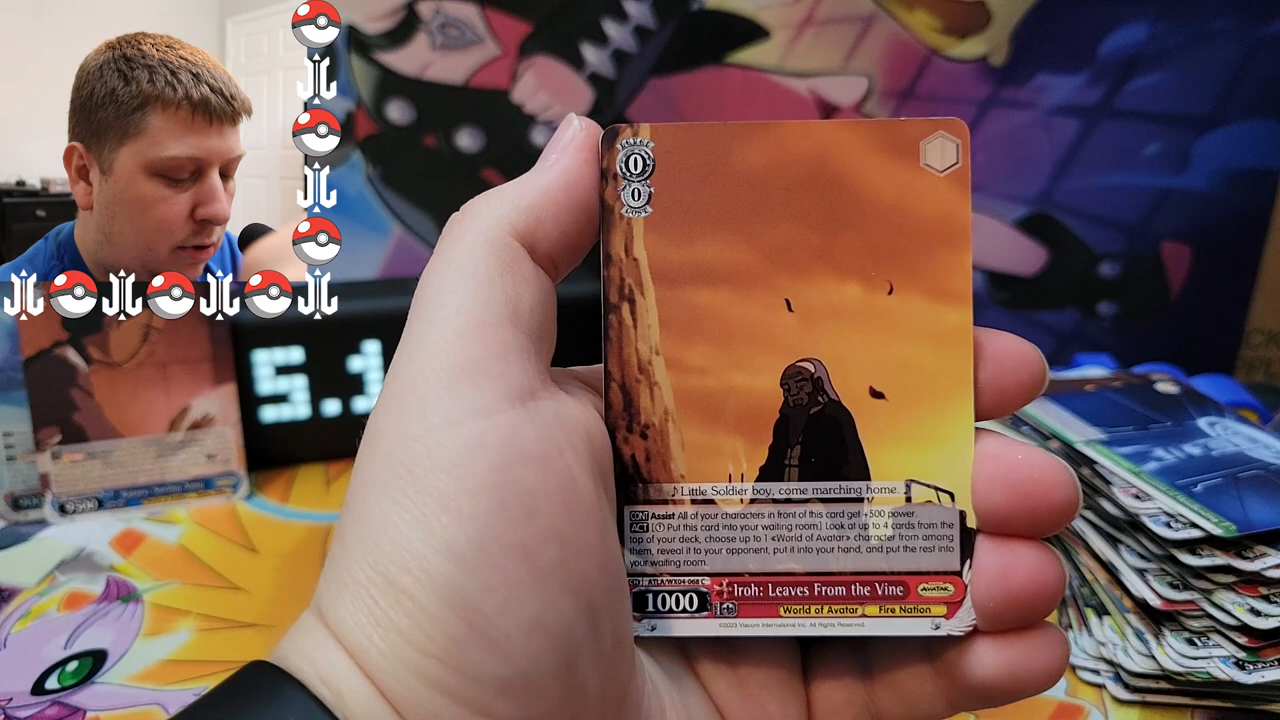 LEVEL
0
0
COST
♪ Little Soldier boy, come marching home. ♪
CONT Assist All of your characters in front of this card get +500 power.
ACT [① Put this card into your waiting room] Look at up to 4 cards from the
top of your deck, choose up to 1 «World of Avatar» character from among
them, reveal it to your opponent, put it into your hand, and put the rest into
your waiting room.
CH ATLA/WX04-068 C
Iroh: Leaves From the Vine
AVATAR
1000
World of Avatar Fire Nation
©2023 Viacom International Inc. All Rights Reserved.
5.1
9500